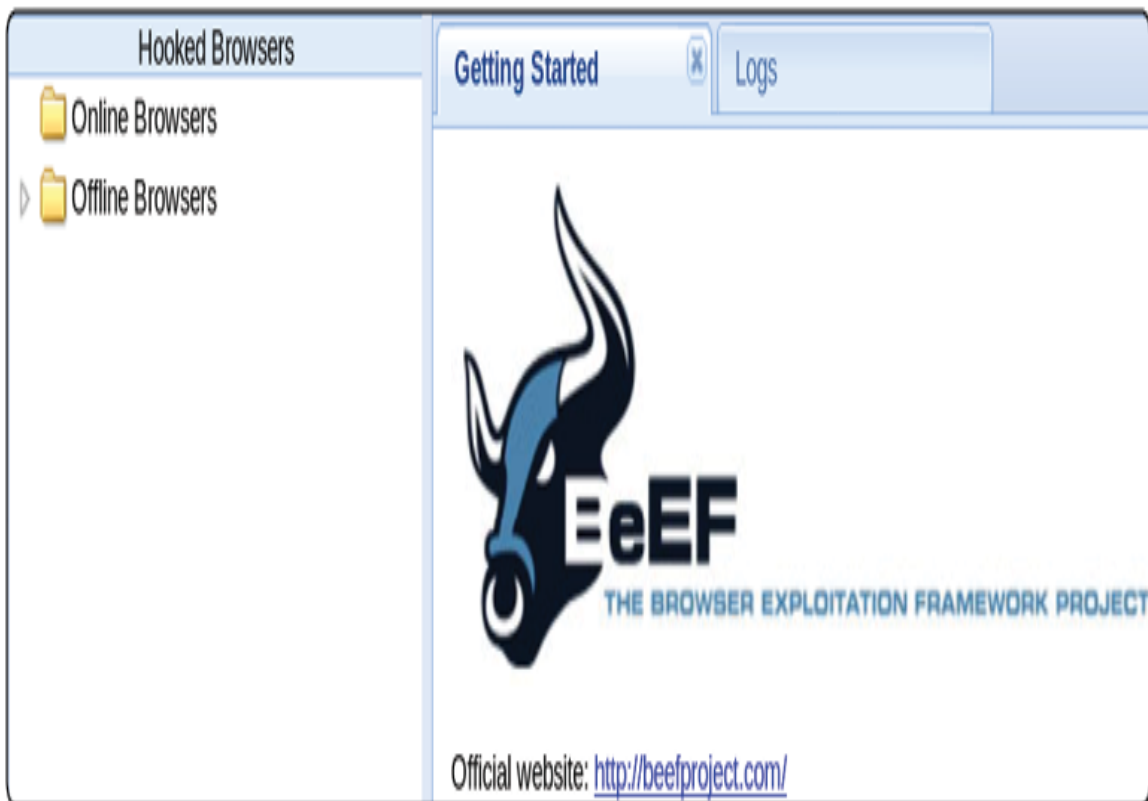 Hooked Browsers
Online Browsers
Offline Browsers
Getting Started
Logs
BeEF
THE BROWSER EXPLOITATION FRAMEWORK PROJECT
Official website: http://beefproject.com/